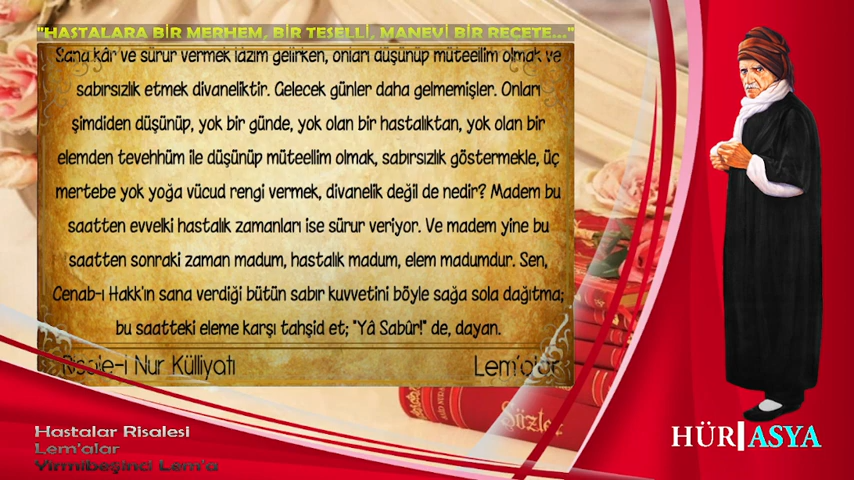 "HASTALARA BİR MERHEM, BİR TESELLİ, MANEVİ BİR REÇETE..."
Sana kâr ve sürur vermek lâzım gelirken, onları düşünüp müteellim olmak ve
sabırsızlık etmek divaneliktir. Gelecek günler daha gelmemişler. Onları
şimdiden düşünüp, yok bir günde, yok olan bir hastalıktan, yok olan bir
elemden tevehhüm ile düşünüp müteellim olmak, sabırsızlık göstermekle, üç
mertebe yok yoğa vücud rengi vermek, divanelik değil de nedir? Madem bu
saatten evvelki hastalık zamanları ise sürur veriyor. Ve madem yine bu
saatten sonraki zaman madum, hastalık madum, elem madumdur. Sen,
Cenab-ı Hakk'ın sana verdiği bütün sabır kuvvetini böyle sağa sola dağıtma;
bu saatteki eleme karşı tahşid et; "Yâ Sabûr!" de, dayan.
Risale-i Nur Külliyatı Lem'alar
Sözler
Hastalar Risalesi
Lem'alar
Yirmibeşinci Lem'a
HÜR ASYA